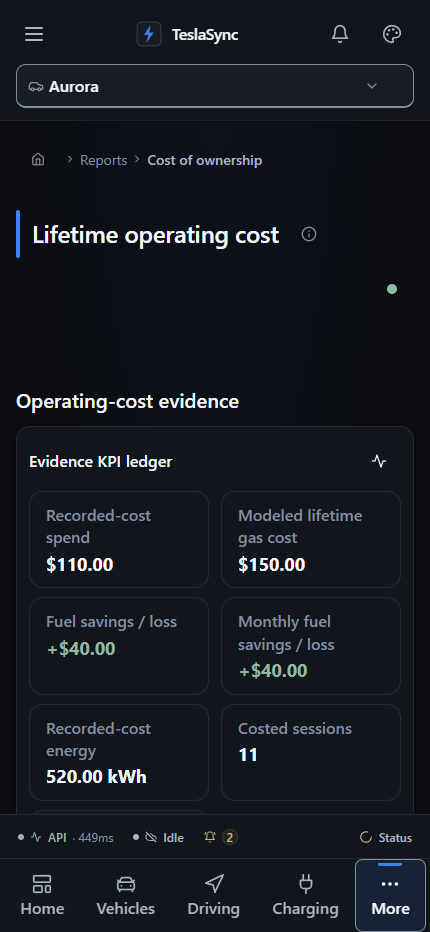 TeslaSync
Aurora
Reports
Cost of ownership
Lifetime operating cost
Operating-cost evidence
Evidence KPI ledger
Recorded-cost
spend
$110.00
Modeled lifetime
gas cost
$150.00
Fuel savings / loss
+$40.00
Monthly fuel
savings / loss
+$40.00
Recorded-cost
energy
520.00 kWh
Costed sessions
11
API · 449ms
Idle
2
Status
Home
Vehicles
Driving
Charging
More